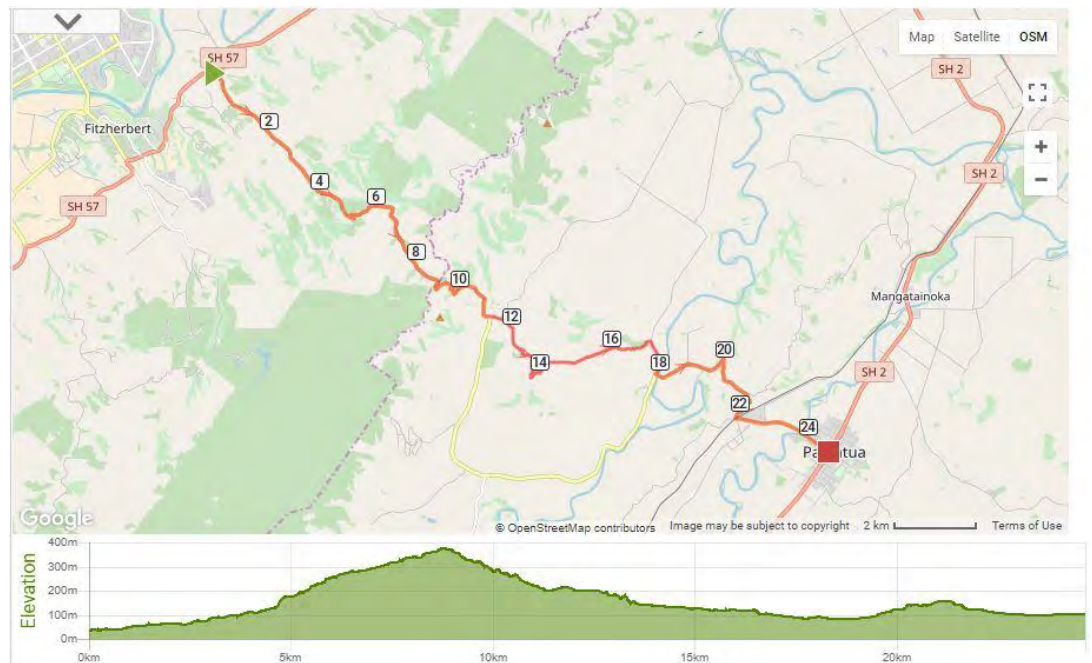 Map Satellite OSM
SH 57
SH 2
Fitzherbert
2
4
6
SH 2
SH 57
8
10
Mangatainoka
12
16
14
18
20
SH 2
22
24
Google
© OpenStreetMap contributors Image may be subject to copyright 2 km Terms of Use
Elevation
400m
300m
200m
100m
0m
0km 5km 10km 15km 20km